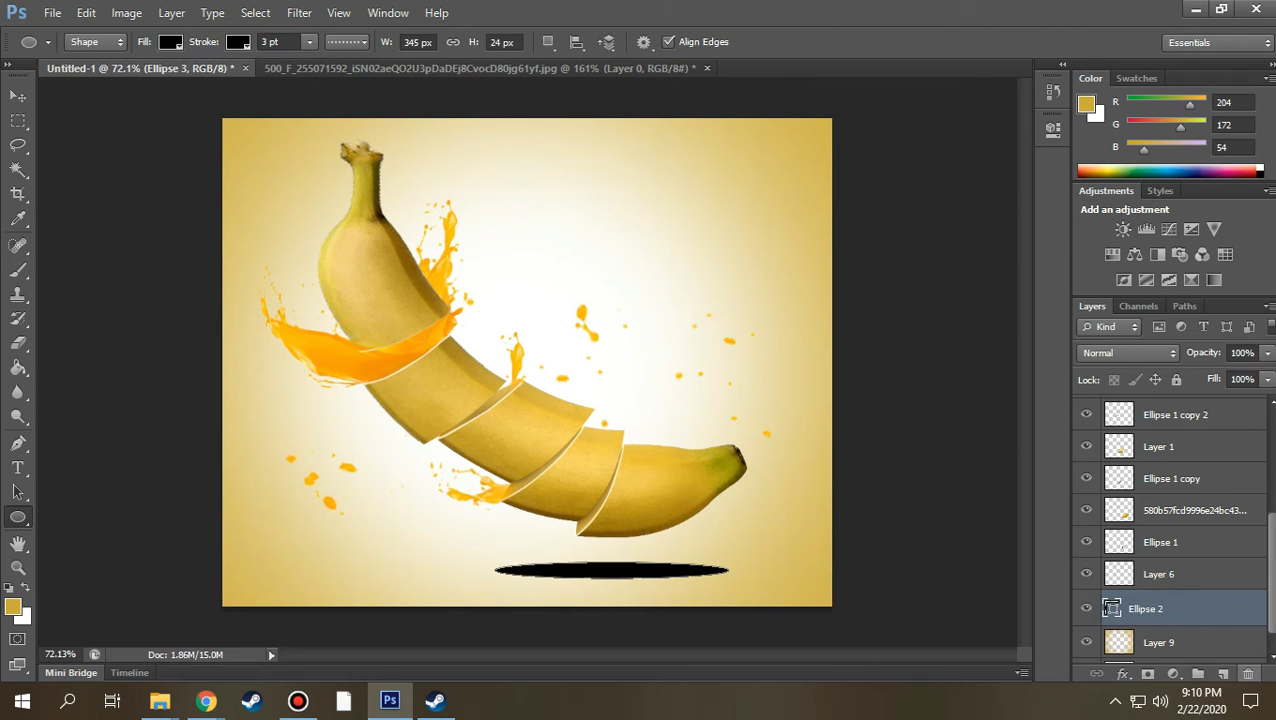 Ps File Edit Image Layer Type Select Filter View Window Help
Shape Fill: Stroke: 3 pt W: 345 px H: 24 px Align Edges Essentials
Untitled-1 @ 72.1% (Ellipse 3, RGB/8) * × 500_F_255071592_iSN02aeQO2U3pDaDEj8CvocD80jg61yf.jpg @ 161% (Layer 0, RGB/8#) * ×
Color Swatches
R 204
G 172
B 54
Adjustments Styles
Add an adjustment
Layers Channels Paths
Kind
Normal Opacity: 100%
Lock: Fill: 100%
Ellipse 1 copy 2
Layer 1
Ellipse 1 copy
580b57fcd9996e24bc43...
Ellipse 1
Layer 6
Ellipse 2
Layer 9
72.13% Doc: 1.86M/15.0M
Mini Bridge Timeline
fx
Ps
9:10 PM
2/22/2020